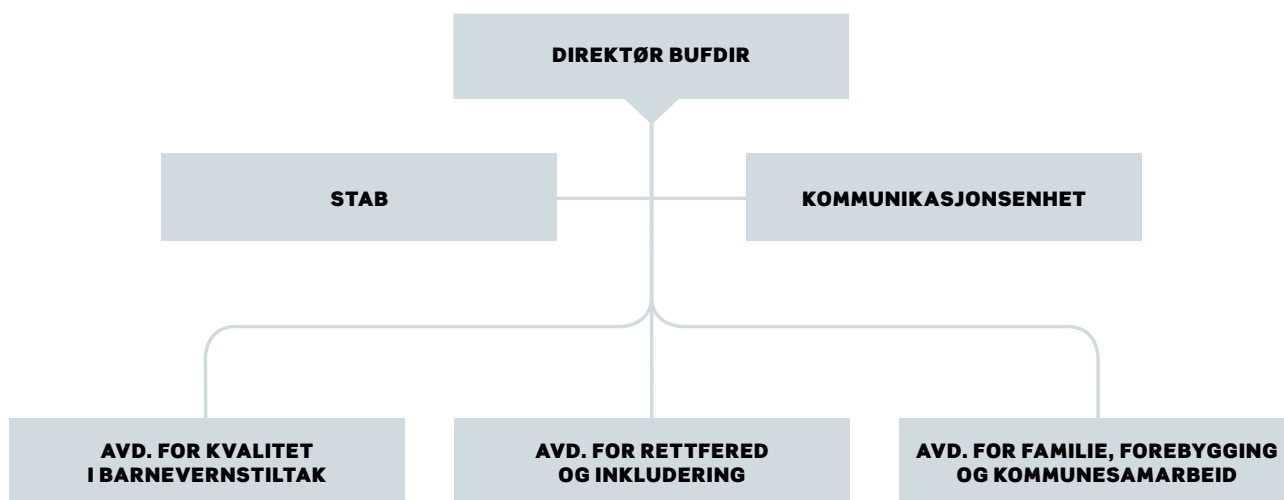 DIREKTØR BUFDIR
STAB
KOMMUNIKASJONSENHET
AVD. FOR KVALITET
I BARNEVERNSTILTAK
AVD. FOR RETTFERED
OG INKLUDERING
AVD. FOR FAMILIE, FOREBYGGING
OG KOMMUNESAMARBEID